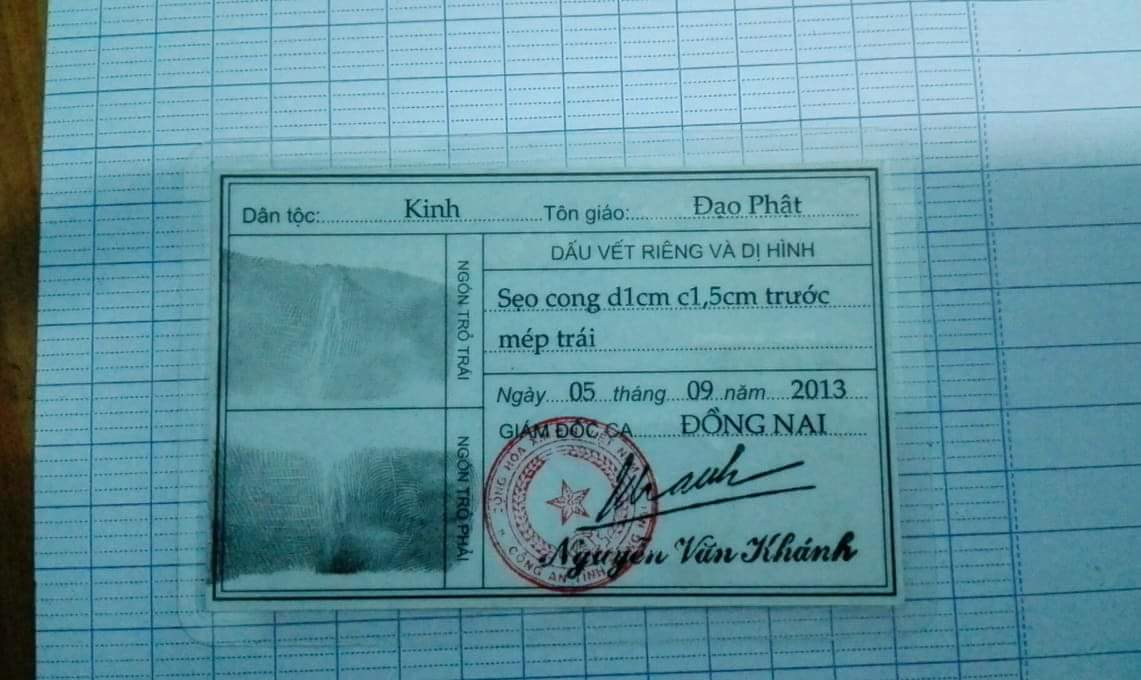 Dân tộc: Kinh Tôn giáo: Đạo Phật
NGÓN TRỎ TRÁI
NGÓN TRỎ PHẢI
DẤU VẾT RIÊNG VÀ DỊ HÌNH
Sẹo cong d1cm c1,5cm trước
mép trái
Ngày 05 tháng 09 năm 2013
GIÁM ĐỐC CA ĐỒNG NAI
CÔNG AN TỈNH
Nguyễn Văn Khánh